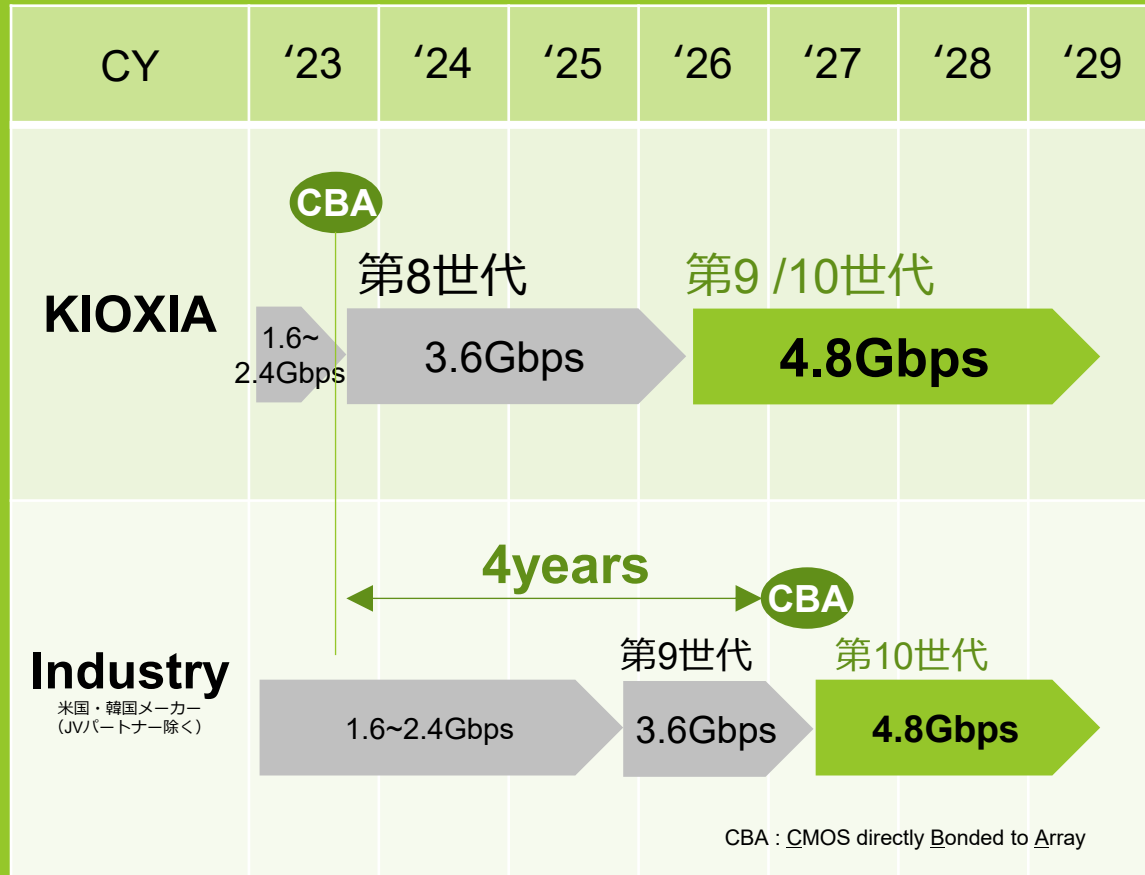 CY
‘23
‘24
‘25
‘26
‘27
‘28
‘29
KIOXIA
CBA
第8世代
第9 /10世代
1.6~
2.4Gbps
3.6Gbps
4.8Gbps
Industry
米国・韓国メーカー
（JVパートナー除く）
4years
CBA
第9世代
第10世代
1.6~2.4Gbps
3.6Gbps
4.8Gbps
CBA : CMOS directly Bonded to Array